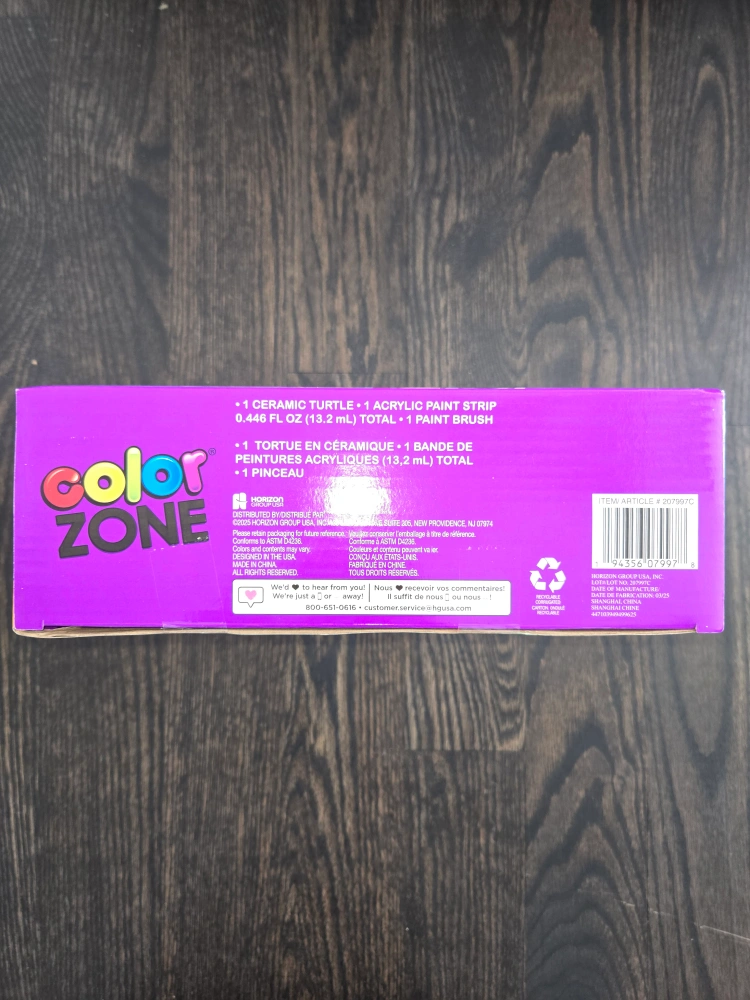 color®
ZONE
• 1 CERAMIC TURTLE • 1 ACRYLIC PAINT STRIP
0.446 FL OZ (13.2 mL) TOTAL • 1 PAINT BRUSH
• 1 TORTUE EN CÉRAMIQUE • 1 BANDE DE
PEINTURES ACRYLIQUES (13,2 mL) TOTAL
• 1 PINCEAU
HORIZON
GROUP USA
DISTRIBUTED BY/DISTRIBUÉ PAR
©2025 HORIZON GROUP USA, INC. SUITE 305, NEW PROVIDENCE, NJ 07974
Please retain packaging for future reference.
Conforms to ASTM D4236.
Colors and contents may vary.
DESIGNED IN THE USA.
MADE IN CHINA.
ALL RIGHTS RESERVED.
Veuillez conserver l'emballage à titre de référence.
Conforme à ASTM D4236.
Couleurs et contenu peuvent varier.
CONÇU AUX ÉTATS-UNIS.
FABRIQUÉ EN CHINE.
TOUS DROITS RÉSERVÉS.
We'd ♥ to hear from you!
We're just a or away!
Nous ♥ recevoir vos commentaires!
Il suffit de nous ou nous !
800-651-0616 • customer.service@hgusa.com
RECYCLABLE
CORRUGATED
CARTON ONDULÉ
RECYCLABLE
ITEM/ ARTICLE # 207997C
94356 07997 8
HORIZON GROUP USA, INC.
LOT/LOT NO: 207997C
DATE OF MANUFACTURE/
DATE DE FABRICATION: 03/25
SHANGHAI, CHINA
SHANGHAI CHINE
447103949499625